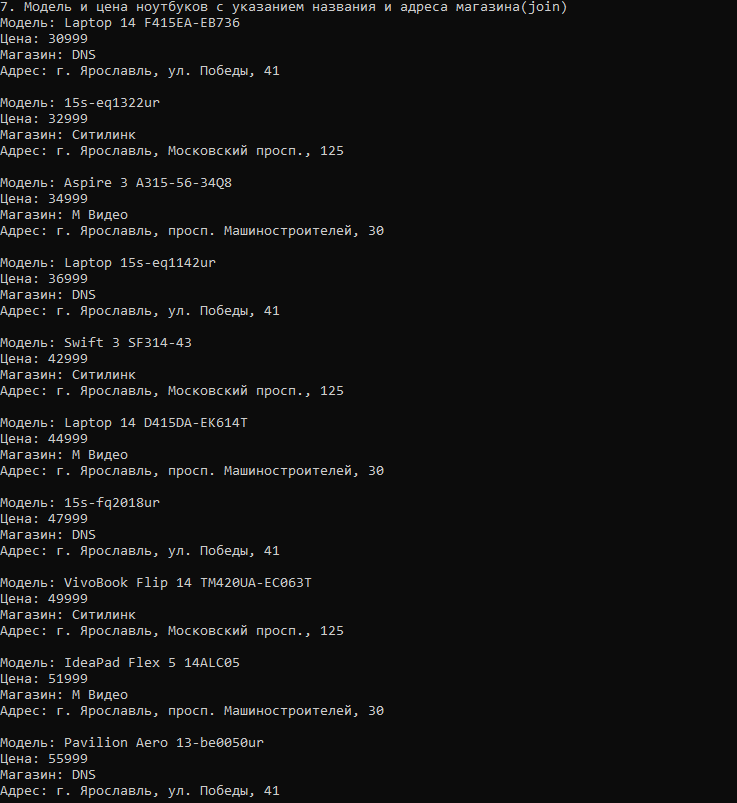 7. Модель и цена ноутбуков с указанием названия и адреса магазина(join)
Модель: Laptop 14 F415EA-EB736
Цена: 30999
Магазин: DNS
Адрес: г. Ярославль, ул. Победы, 41
Модель: 15s-eq1322ur
Цена: 32999
Магазин: Ситилинк
Адрес: г. Ярославль, Московский просп., 125
Модель: Aspire 3 A315-56-34Q8
Цена: 34999
Магазин: М Видео
Адрес: г. Ярославль, просп. Машиностроителей, 30
Модель: Laptop 15s-eq1142ur
Цена: 36999
Магазин: DNS
Адрес: г. Ярославль, ул. Победы, 41
Модель: Swift 3 SF314-43
Цена: 42999
Магазин: Ситилинк
Адрес: г. Ярославль, Московский просп., 125
Модель: Laptop 14 D415DA-EK614T
Цена: 44999
Магазин: М Видео
Адрес: г. Ярославль, просп. Машиностроителей, 30
Модель: 15s-fq2018ur
Цена: 47999
Магазин: DNS
Адрес: г. Ярославль, ул. Победы, 41
Модель: VivoBook Flip 14 TM420UA-EC063T
Цена: 49999
Магазин: Ситилинк
Адрес: г. Ярославль, Московский просп., 125
Модель: IdeaPad Flex 5 14ALC05
Цена: 51999
Магазин: М Видео
Адрес: г. Ярославль, просп. Машиностроителей, 30
Модель: Pavilion Aero 13-be0050ur
Цена: 55999
Магазин: DNS
Адрес: г. Ярославль, ул. Победы, 41